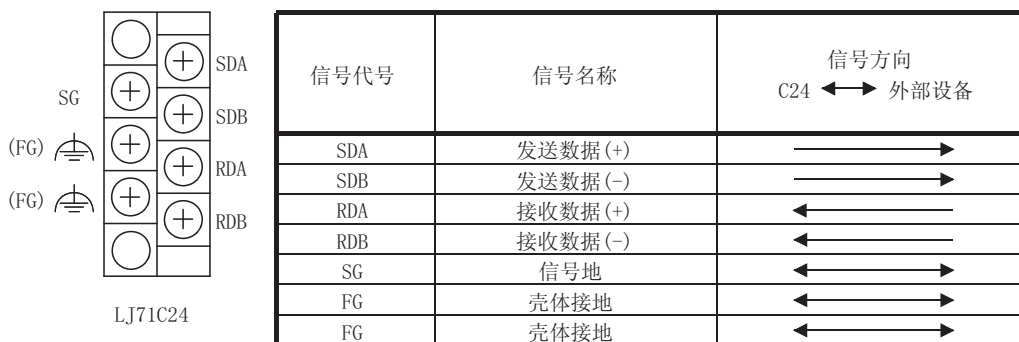 SDA
SG
SDB
(FG)
RDA
(FG)
RDB
LJ71C24
信号代号 信号名称 信号方向
C24 外部设备
SDA 发送数据(+)
SDB 发送数据(-)
RDA 接收数据(+)
RDB 接收数据(-)
SG 信号地
FG 壳体接地
FG 壳体接地